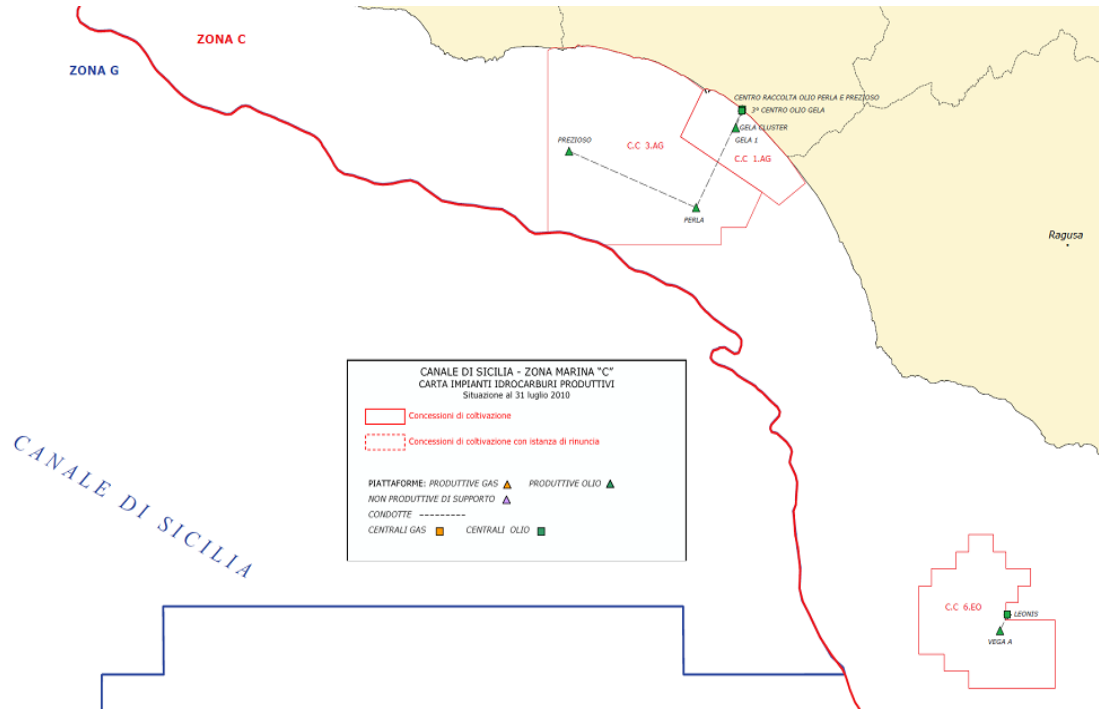 ZONA C
ZONA G
CENTRO RACCOLTA OLIO PERLA E PREZIOSO
3° CENTRO OLIO GELA
GELA CLUSTER
GELA 1
PREZIOSO
C.C 3.AG
C.C 1.AG
PERLA
Ragusa
CANALE DI SICILIA - ZONA MARINA "C"
CARTA IMPIANTI IDROCARBURI PRODUTTIVI
Situazione al 31 luglio 2010
Concessioni di coltivazione
Concessioni di coltivazione con istanza di rinuncia
PIATTAFORME: PRODUTTIVE GAS PRODUTTIVE OLIO
NON PRODUTTIVE DI SUPPORTO
CONDOTTE
CENTRALI GAS CENTRALI OLIO
CANALE DI SICILIA
C.C 6.EO
LEONIS
VEGA A